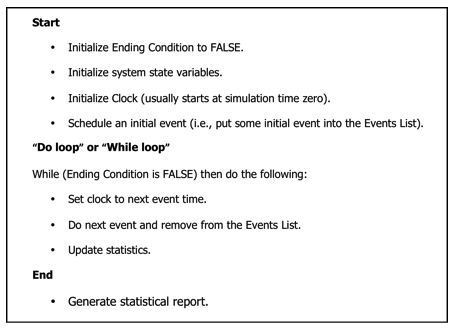 Start
• Initialize Ending Condition to FALSE.
• Initialize system state variables.
• Initialize Clock (usually starts at simulation time zero).
• Schedule an initial event (i.e., put some initial event into the Events List).
“Do loop” or “While loop”
While (Ending Condition is FALSE) then do the following:
• Set clock to next event time.
• Do next event and remove from the Events List.
• Update statistics.
End
• Generate statistical report.